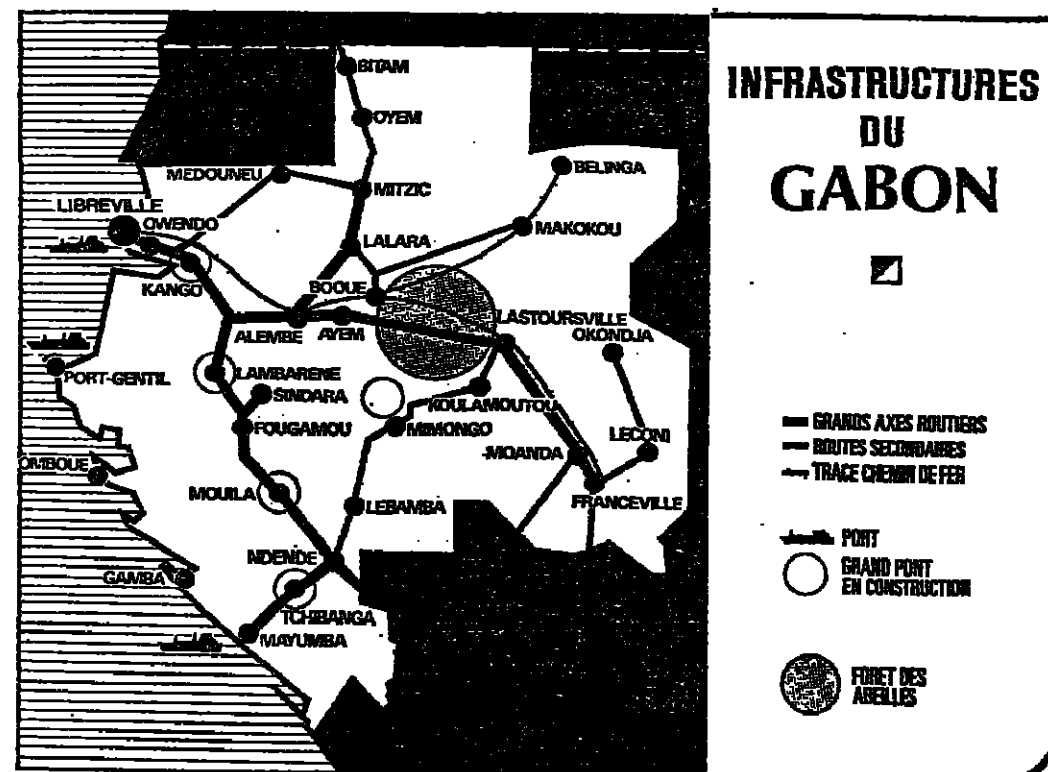 INFRASTRUCTURES
DU
GABON
BITAM
OYEM
MEDOUNEU
MITZIC
BELINGA
LIBREVILLE
OWENDO
MAKOKOU
LALARA
KANGO
BOOUE
LASTOURSVILLE
OKONDJA
ALEMBE
AYEM
PORT-GENTIL
LAMBARENE
SINDARA
KOULAMOUTOU
FOUGAMOU
MIMONGO
LECONI
MOANDA
OMBOUE
MOUILA
LEBAMBA
FRANCEVILLE
NDENDE
GAMBA
TCHIBANGA
MAYUMBA
GRANDS AXES ROUTIERS
ROUTES SECONDAIRES
TRACE CHEMIN DE FER
PORT
GRAND PONT
EN CONSTRUCTION
FORET DES
ABEILLES